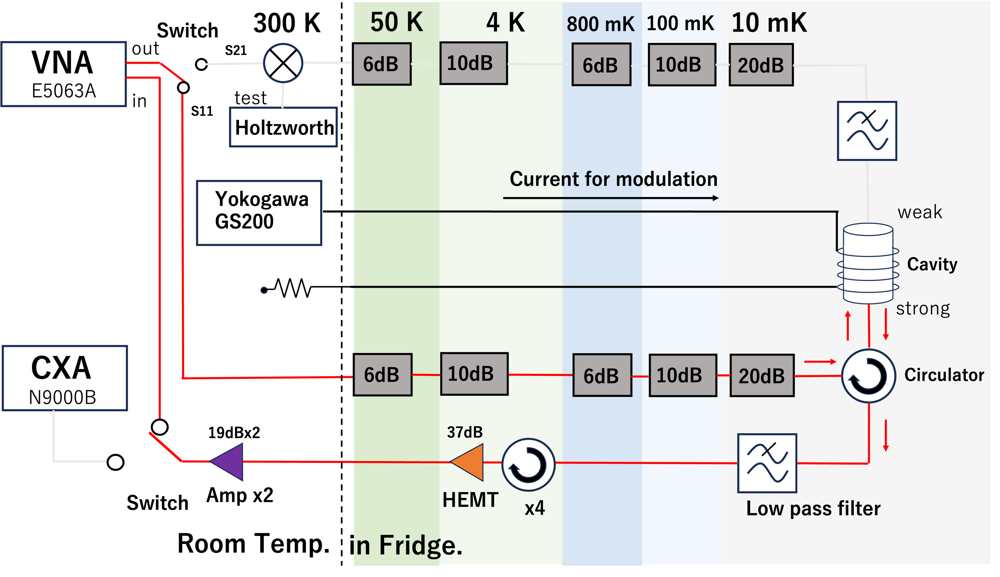 Switch
300 K
50 K
4 K
800 mK
100 mK
10 mK
VNA
E5063A
out
in
S21
S11
test
Holtzworth
6dB
10dB
6dB
10dB
20dB
Current for modulation
Yokogawa
GS200
weak
Cavity
strong
CXA
N9000B
6dB
10dB
6dB
10dB
20dB
Circulator
19dBx2
37dB
Amp x2
Switch
HEMT
x4
Low pass filter
Room Temp.
in Fridge.